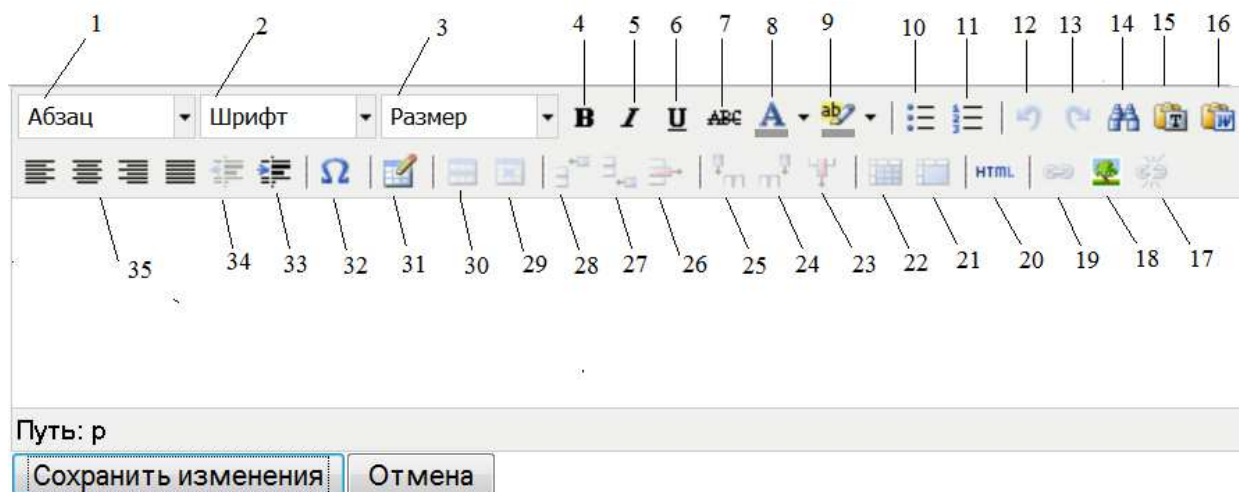 1 2 3 4 5 6 7 8 9 10 11 12 13 14 15 16
Абзац Шрифт Размер B I U ABC A ab T W
Ω HTML
35 34 33 32 31 30 29 28 27 26 25 24 23 22 21 20 19 18 17
Путь: p
Сохранить изменения Отмена